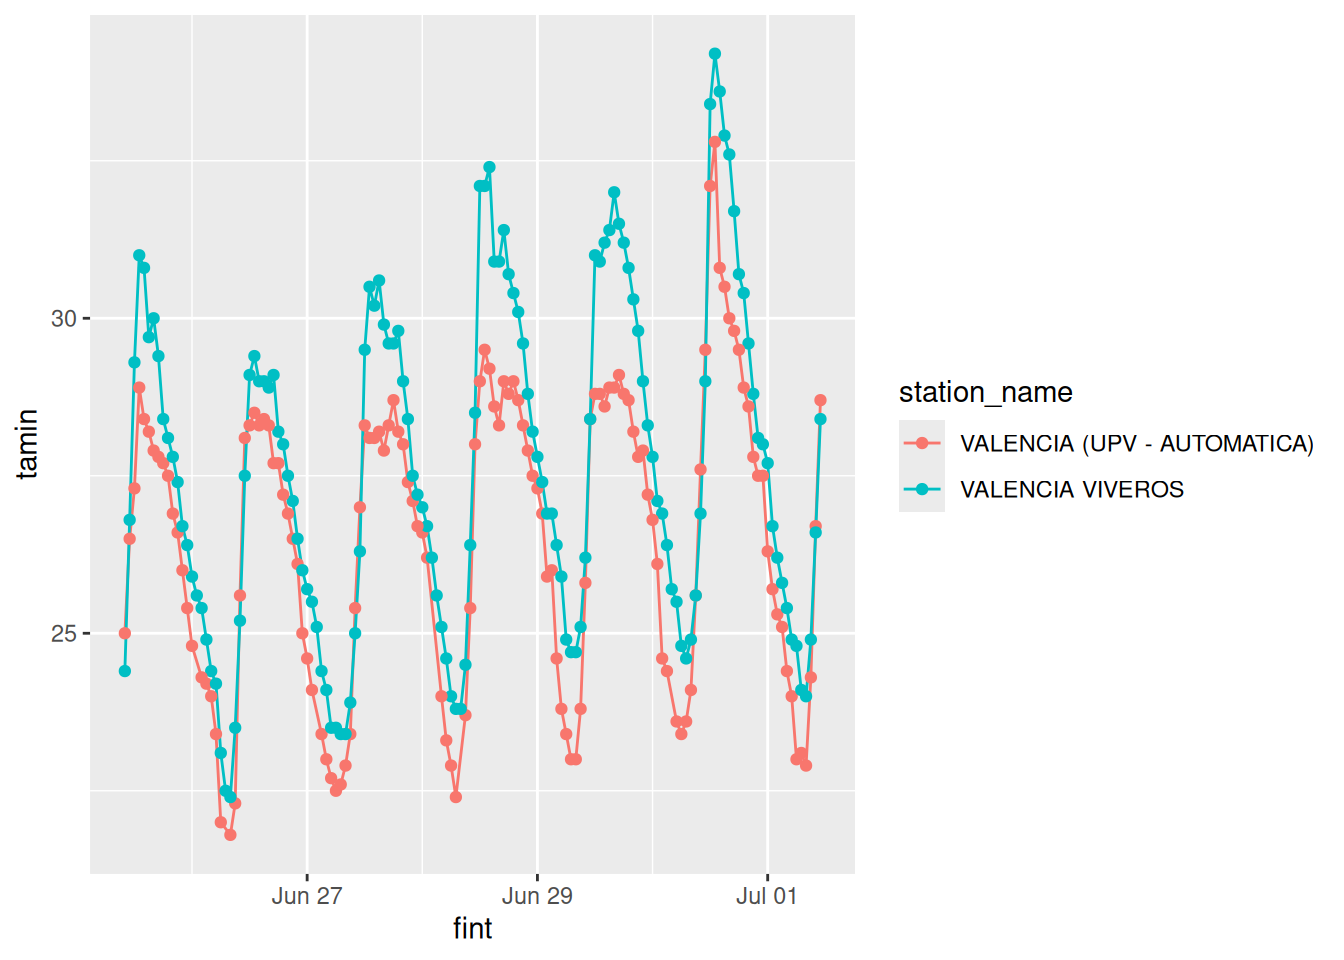 tamin
30
25
Jun 27
Jun 29
Jul 01
fint
station_name
VALENCIA (UPV - AUTOMATICA)
VALENCIA VIVEROS